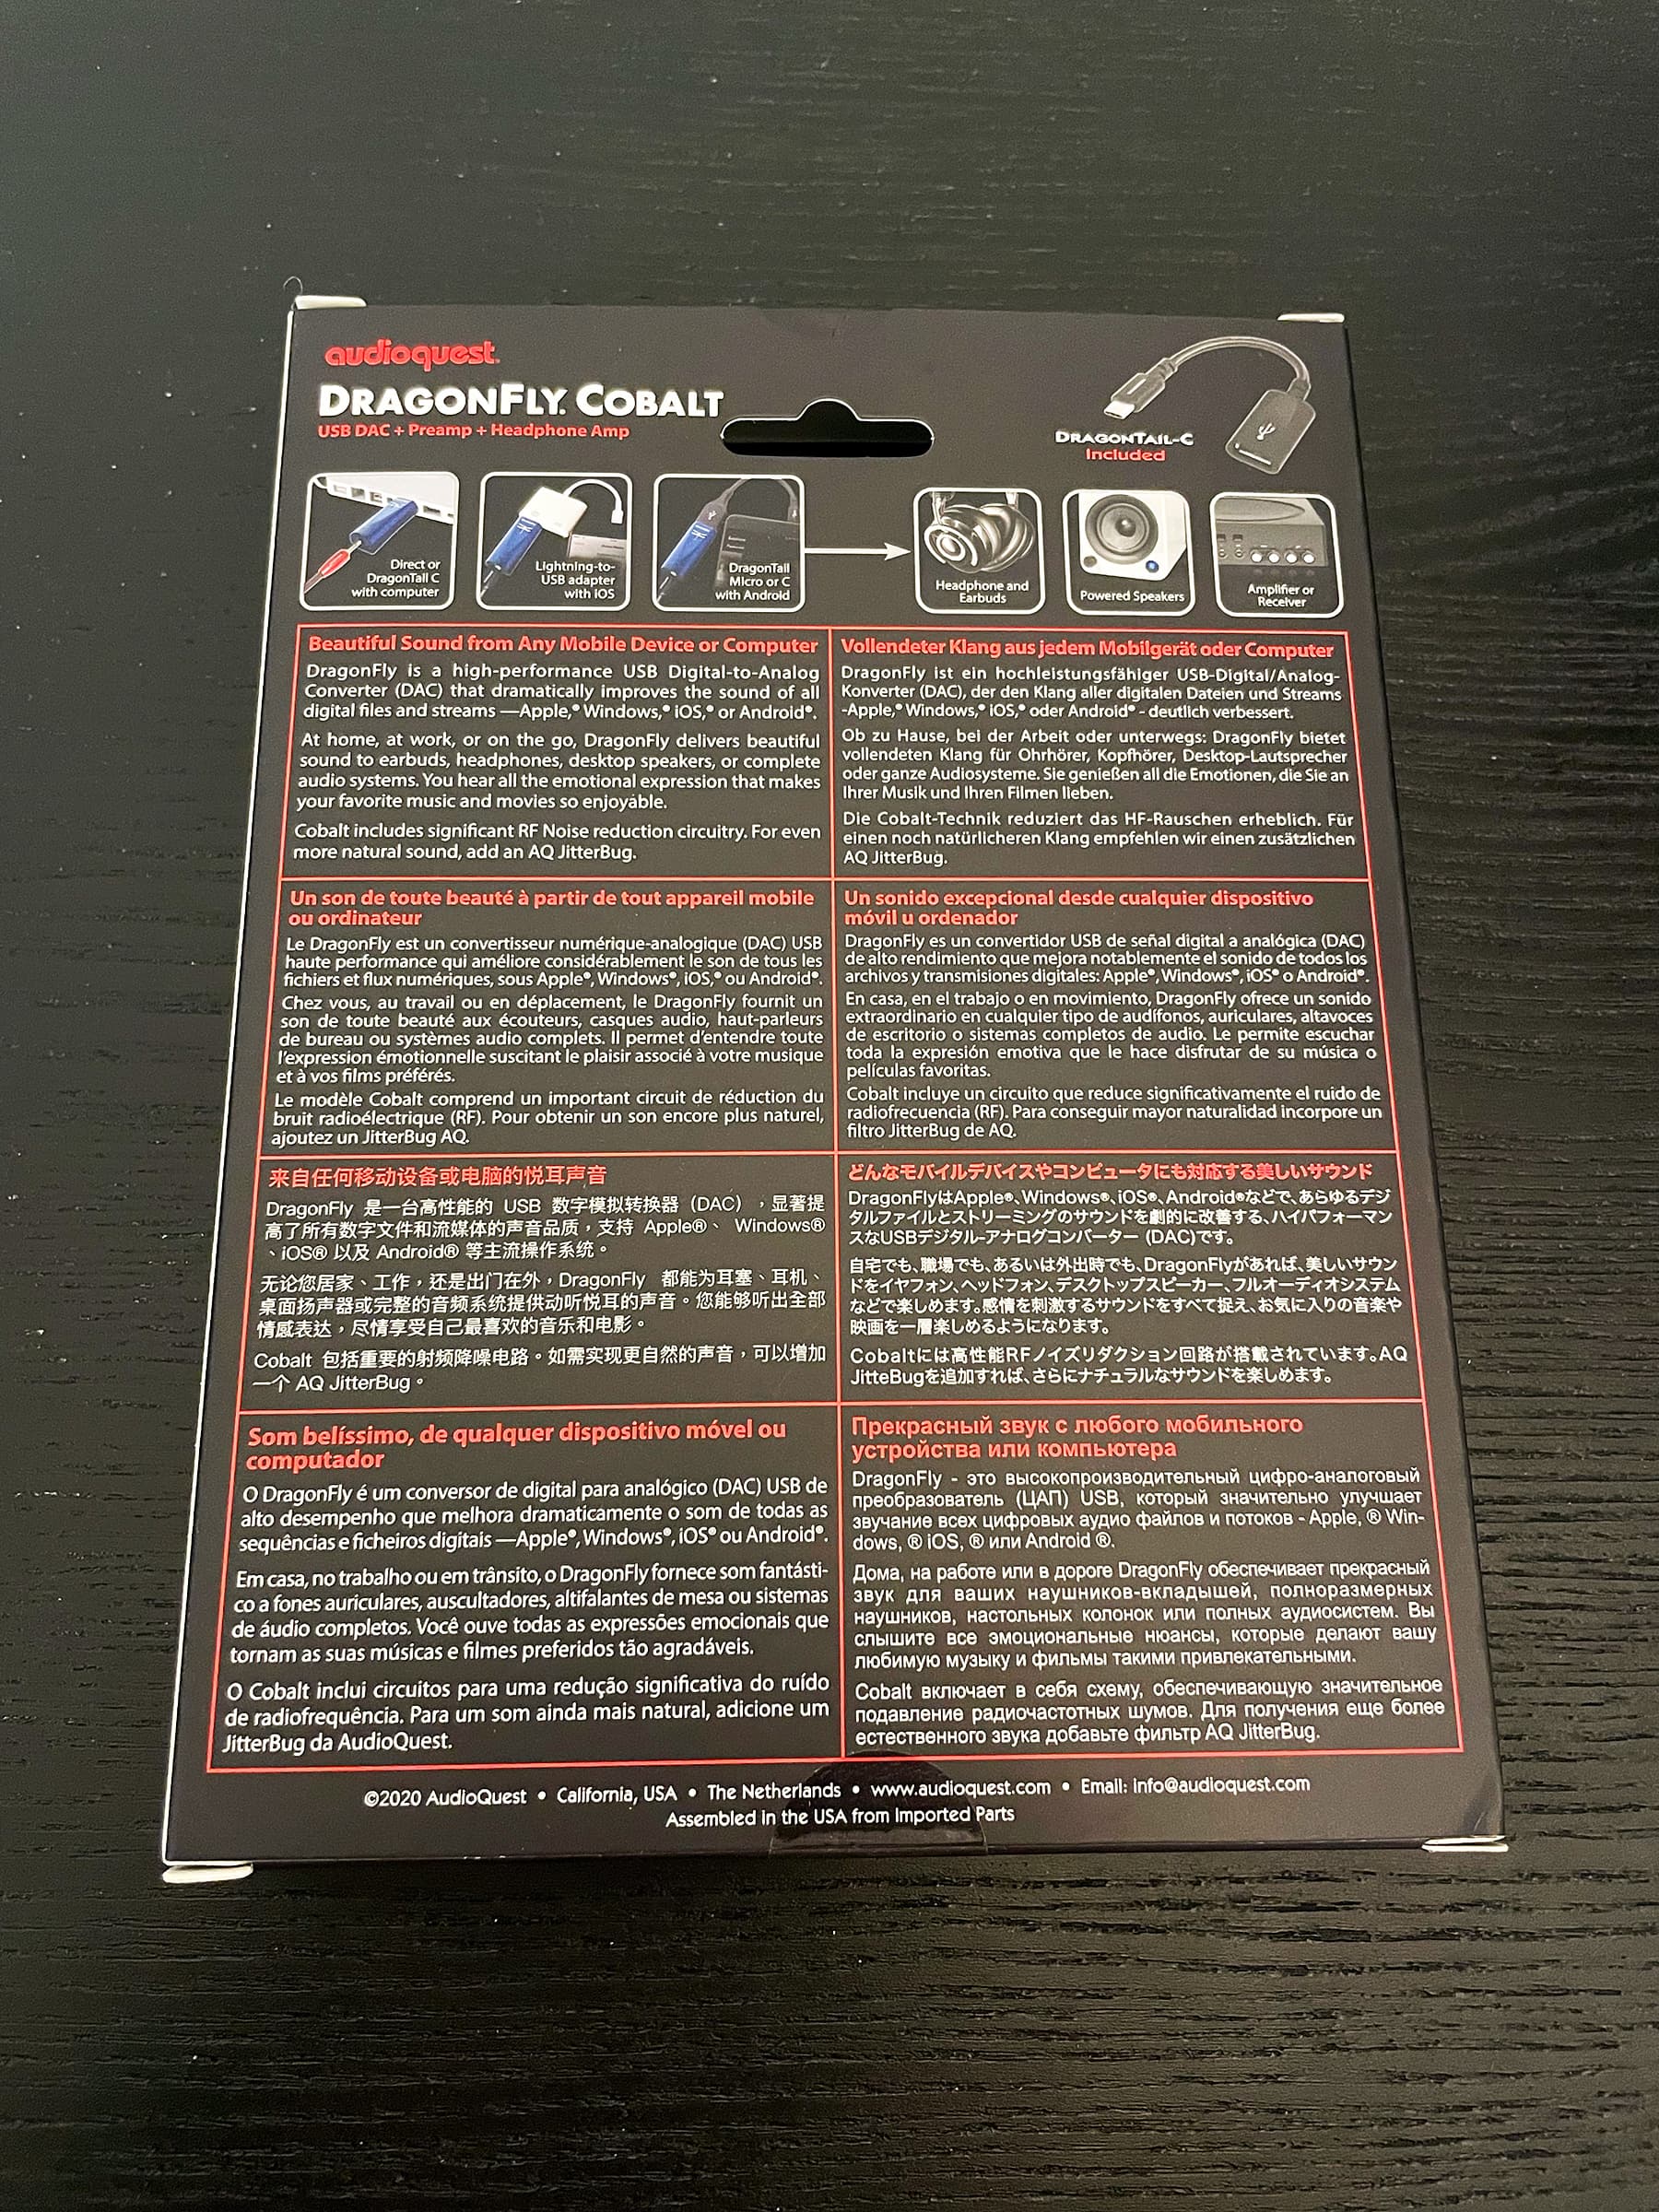 audioquest.
DRAGONFLY. COBALT
USB DAC + Preamp + Headphone Amp
DRAGONTAIL-C
Included
Direct or
DragonTail C
with computer
Lightning-to-
USB adapter
with iOS
DragonTail
Micro or C
with Android
Headphone and
Earbuds
Powered Speakers
Amplifier or
Receiver
Beautiful Sound from Any Mobile Device or Computer
DragonFly is a high-performance USB Digital-to-Analog
Converter (DAC) that dramatically improves the sound of all
digital files and streams —Apple,® Windows,® iOS,® or Android®.
At home, at work, or on the go, DragonFly delivers beautiful
sound to earbuds, headphones, desktop speakers, or complete
audio systems. You hear all the emotional expression that makes
your favorite music and movies so enjoyable.
Cobalt includes significant RF Noise reduction circuitry. For even
more natural sound, add an AQ JitterBug.
Vollendeter Klang aus jedem Mobilgerät oder Computer
DragonFly ist ein hochleistungsfähiger USB-Digital/Analog-
Konverter (DAC), der den Klang aller digitalen Dateien und Streams
-Apple,® Windows,® iOS,® oder Android® - deutlich verbessert.
Ob zu Hause, bei der Arbeit oder unterwegs: DragonFly bietet
vollendeten Klang für Ohrhörer, Kopfhörer, Desktop-Lautsprecher
oder ganze Audiosysteme. Sie genießen all die Emotionen, die Sie an
Ihrer Musik und Ihren Filmen lieben.
Die Cobalt-Technik reduziert das HF-Rauschen erheblich. Für
einen noch natürlicheren Klang empfehlen wir einen zusätzlichen
AQ JitterBug.
Un son de toute beauté à partir de tout appareil mobile
ou ordinateur
Le DragonFly est un convertisseur numérique-analogique (DAC) USB
haute performance qui améliore considérablement le son de tous les
fichiers et flux numériques, sous Apple®, Windows®, iOS,® ou Android®.
Chez vous, au travail ou en déplacement, le DragonFly fournit un
son de toute beauté aux écouteurs, casques audio, haut-parleurs
de bureau ou systèmes audio complets. Il permet d'entendre toute
l'expression émotionnelle suscitant le plaisir associé à votre musique
et à vos films préférés.
Le modèle Cobalt comprend un important circuit de réduction du
bruit radioélectrique (RF). Pour obtenir un son encore plus naturel,
ajoutez un JitterBug AQ.
Un sonido excepcional desde cualquier dispositivo
móvil u ordenador
DragonFly es un convertidor USB de señal digital a analógica (DAC)
de alto rendimiento que mejora notablemente el sonido de todos los
archivos y transmisiones digitales: Apple®, Windows®, iOS® o Android®.
En casa, en el trabajo o en movimiento, DragonFly ofrece un sonido
extraordinario en cualquier tipo de audífonos, auriculares, altavoces
de escritorio o sistemas completos de audio. Le permite escuchar
toda la expresión emotiva que le hace disfrutar de su música o
películas favoritas.
Cobalt incluye un circuito que reduce significativamente el ruido de
radiofrecuencia (RF). Para conseguir mayor naturalidad incorpore un
filtro JitterBug de AQ.
来自任何移动设备或电脑的悦耳声音
DragonFly 是一台高性能的 USB 数字模拟转换器（DAC），显著提
高了所有数字文件和流媒体的声音品质，支持 Apple®、 Windows®
、iOS® 以及 Android® 等主流操作系统。
无论您居家、工作，还是出门在外，DragonFly 都能为耳塞、耳机、
桌面扬声器或完整的音频系统提供动听悦耳的声音。您能够听出全部
情感表达，尽情享受自己最喜欢的音乐和电影。
Cobalt 包括重要的射频降噪电路。如需实现更自然的声音，可以增加
一个 AQ JitterBug。
どんなモバイルデバイスやコンピュータにも対応する美しいサウンド
DragonFlyはApple®、Windows®、iOS®、Android®などで、あらゆるデジ
タルファイルとストリーミングのサウンドを劇的に改善する、ハイパフォーマン
スなUSBデジタル-アナログコンバーター (DAC)です。
自宅でも、職場でも、あるいは外出時でも、DragonFlyがあれば、美しいサウン
ドをイヤフォン、ヘッドフォン、デスクトップスピーカー、フルオーディオシステム
などで楽しめます。感情を刺激するサウンドをすべて捉え、お気に入りの音楽や
映画を一層楽しめるようになります。
Cobaltには高性能RFノイズリダクション回路が搭載されています。AQ
JitteBugを追加すれば、さらにナチュラルなサウンドを楽しめます。
Som belíssimo, de qualquer dispositivo móvel ou
computador
O DragonFly é um conversor de digital para analógico (DAC) USB de
alto desempenho que melhora dramaticamente o som de todas as
sequências e ficheiros digitais —Apple®, Windows®, iOS® ou Android®.
Em casa, no trabalho ou em trânsito, o DragonFly fornece som fantásti-
co a fones auriculares, auscultadores, altifalantes de mesa ou sistemas
de áudio completos. Você ouve todas as expressões emocionais que
tornam as suas músicas e filmes preferidos tão agradáveis.
O Cobalt inclui circuitos para uma redução significativa do ruído
de radiofrequência. Para um som ainda mais natural, adicione um
JitterBug da AudioQuest.
Прекрасный звук с любого мобильного
устройства или компьютера
DragonFly - это высокопроизводительный цифро-аналоговый
преобразователь (ЦАП) USB, который значительно улучшает
звучание всех цифровых аудио файлов и потоков - Apple, ® Win-
dows, ® iOS, ® или Android ®.
Дома, на работе или в дороге DragonFly обеспечивает прекрасный
звук для ваших наушников-вкладышей, полноразмерных
наушников, настольных колонок или полных аудиосистем. Вы
слышите все эмоциональные нюансы, которые делают вашу
любимую музыку и фильмы такими привлекательными.
Cobalt включает в себя схему, обеспечивающую значительное
подавление радиочастотных шумов. Для получения еще более
естественного звука добавьте фильтр AQ JitterBug.
©2020 AudioQuest • California, USA • The Netherlands • www.audioquest.com • Email: info@audioquest.com
Assembled in the USA from Imported Parts